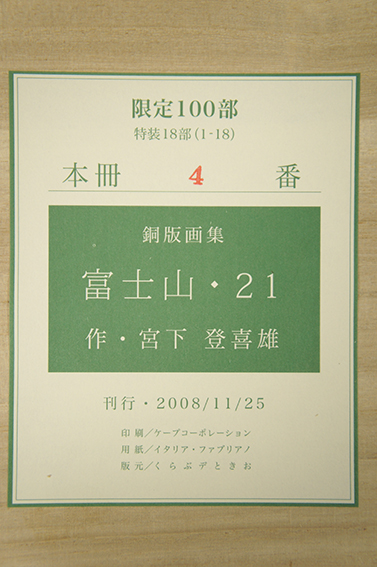 限定100部
特装18部(1-18)
本冊 4 番
銅版画集
富士山・21
作・宮下 登喜雄
刊行・2008/11/25
印刷/ケープコーポレーション
用紙/イタリア・ファブリアノ
版元/くらぶデときお